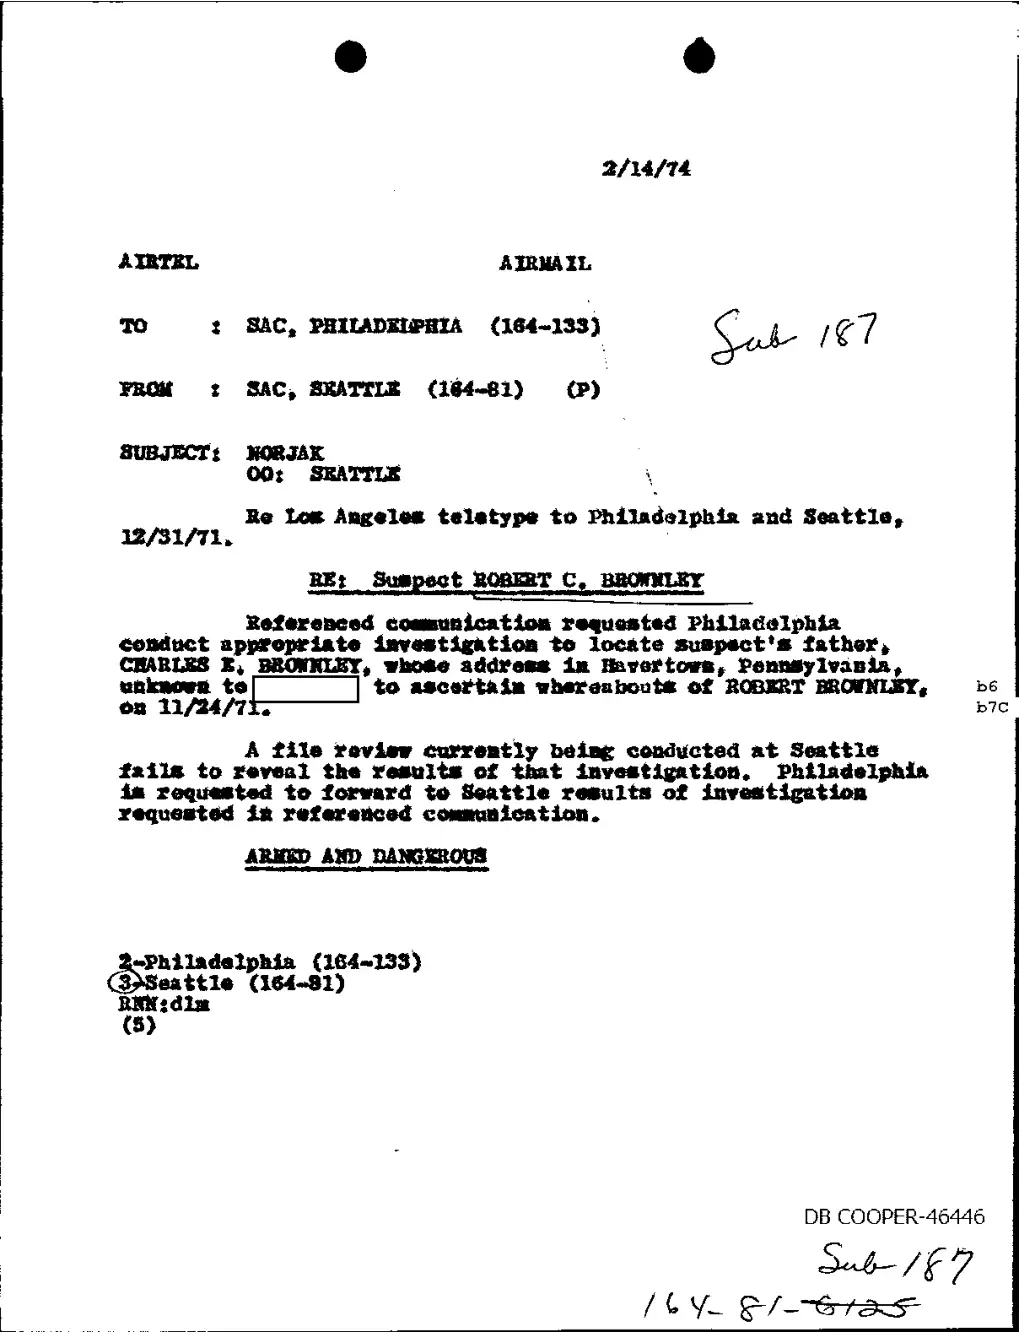 2/14/74
AIRTEL AIRMAIL
TO : SAC, PHILADELPHIA (164-133)
Sub 187
FROM : SAC, SEATTLE (164-81) (P)
SUBJECT: NORJAK
OO: SEATTLE
Re Los Angeles teletype to Philadelphia and Seattle,
12/31/71.
RE: Suspect ROBERT C. BROWNLEY
Referenced communication requested Philadelphia
conduct appropriate investigation to locate suspect's father,
CHARLES E. BROWNLEY, whose address in Havertown, Pennsylvania,
unknown to to ascertain whereabouts of ROBERT BROWNLEY,
on 11/24/71.
b6
b7C
A file review currently being conducted at Seattle
fails to reveal the results of that investigation. Philadelphia
is requested to forward to Seattle results of investigation
requested in referenced communication.
ARMED AND DANGEROUS
2-Philadelphia (164-133)
3-Seattle (164-81)
RNN:dlm
(5)
DB COOPER-46446
Sub 187
164-81-6125